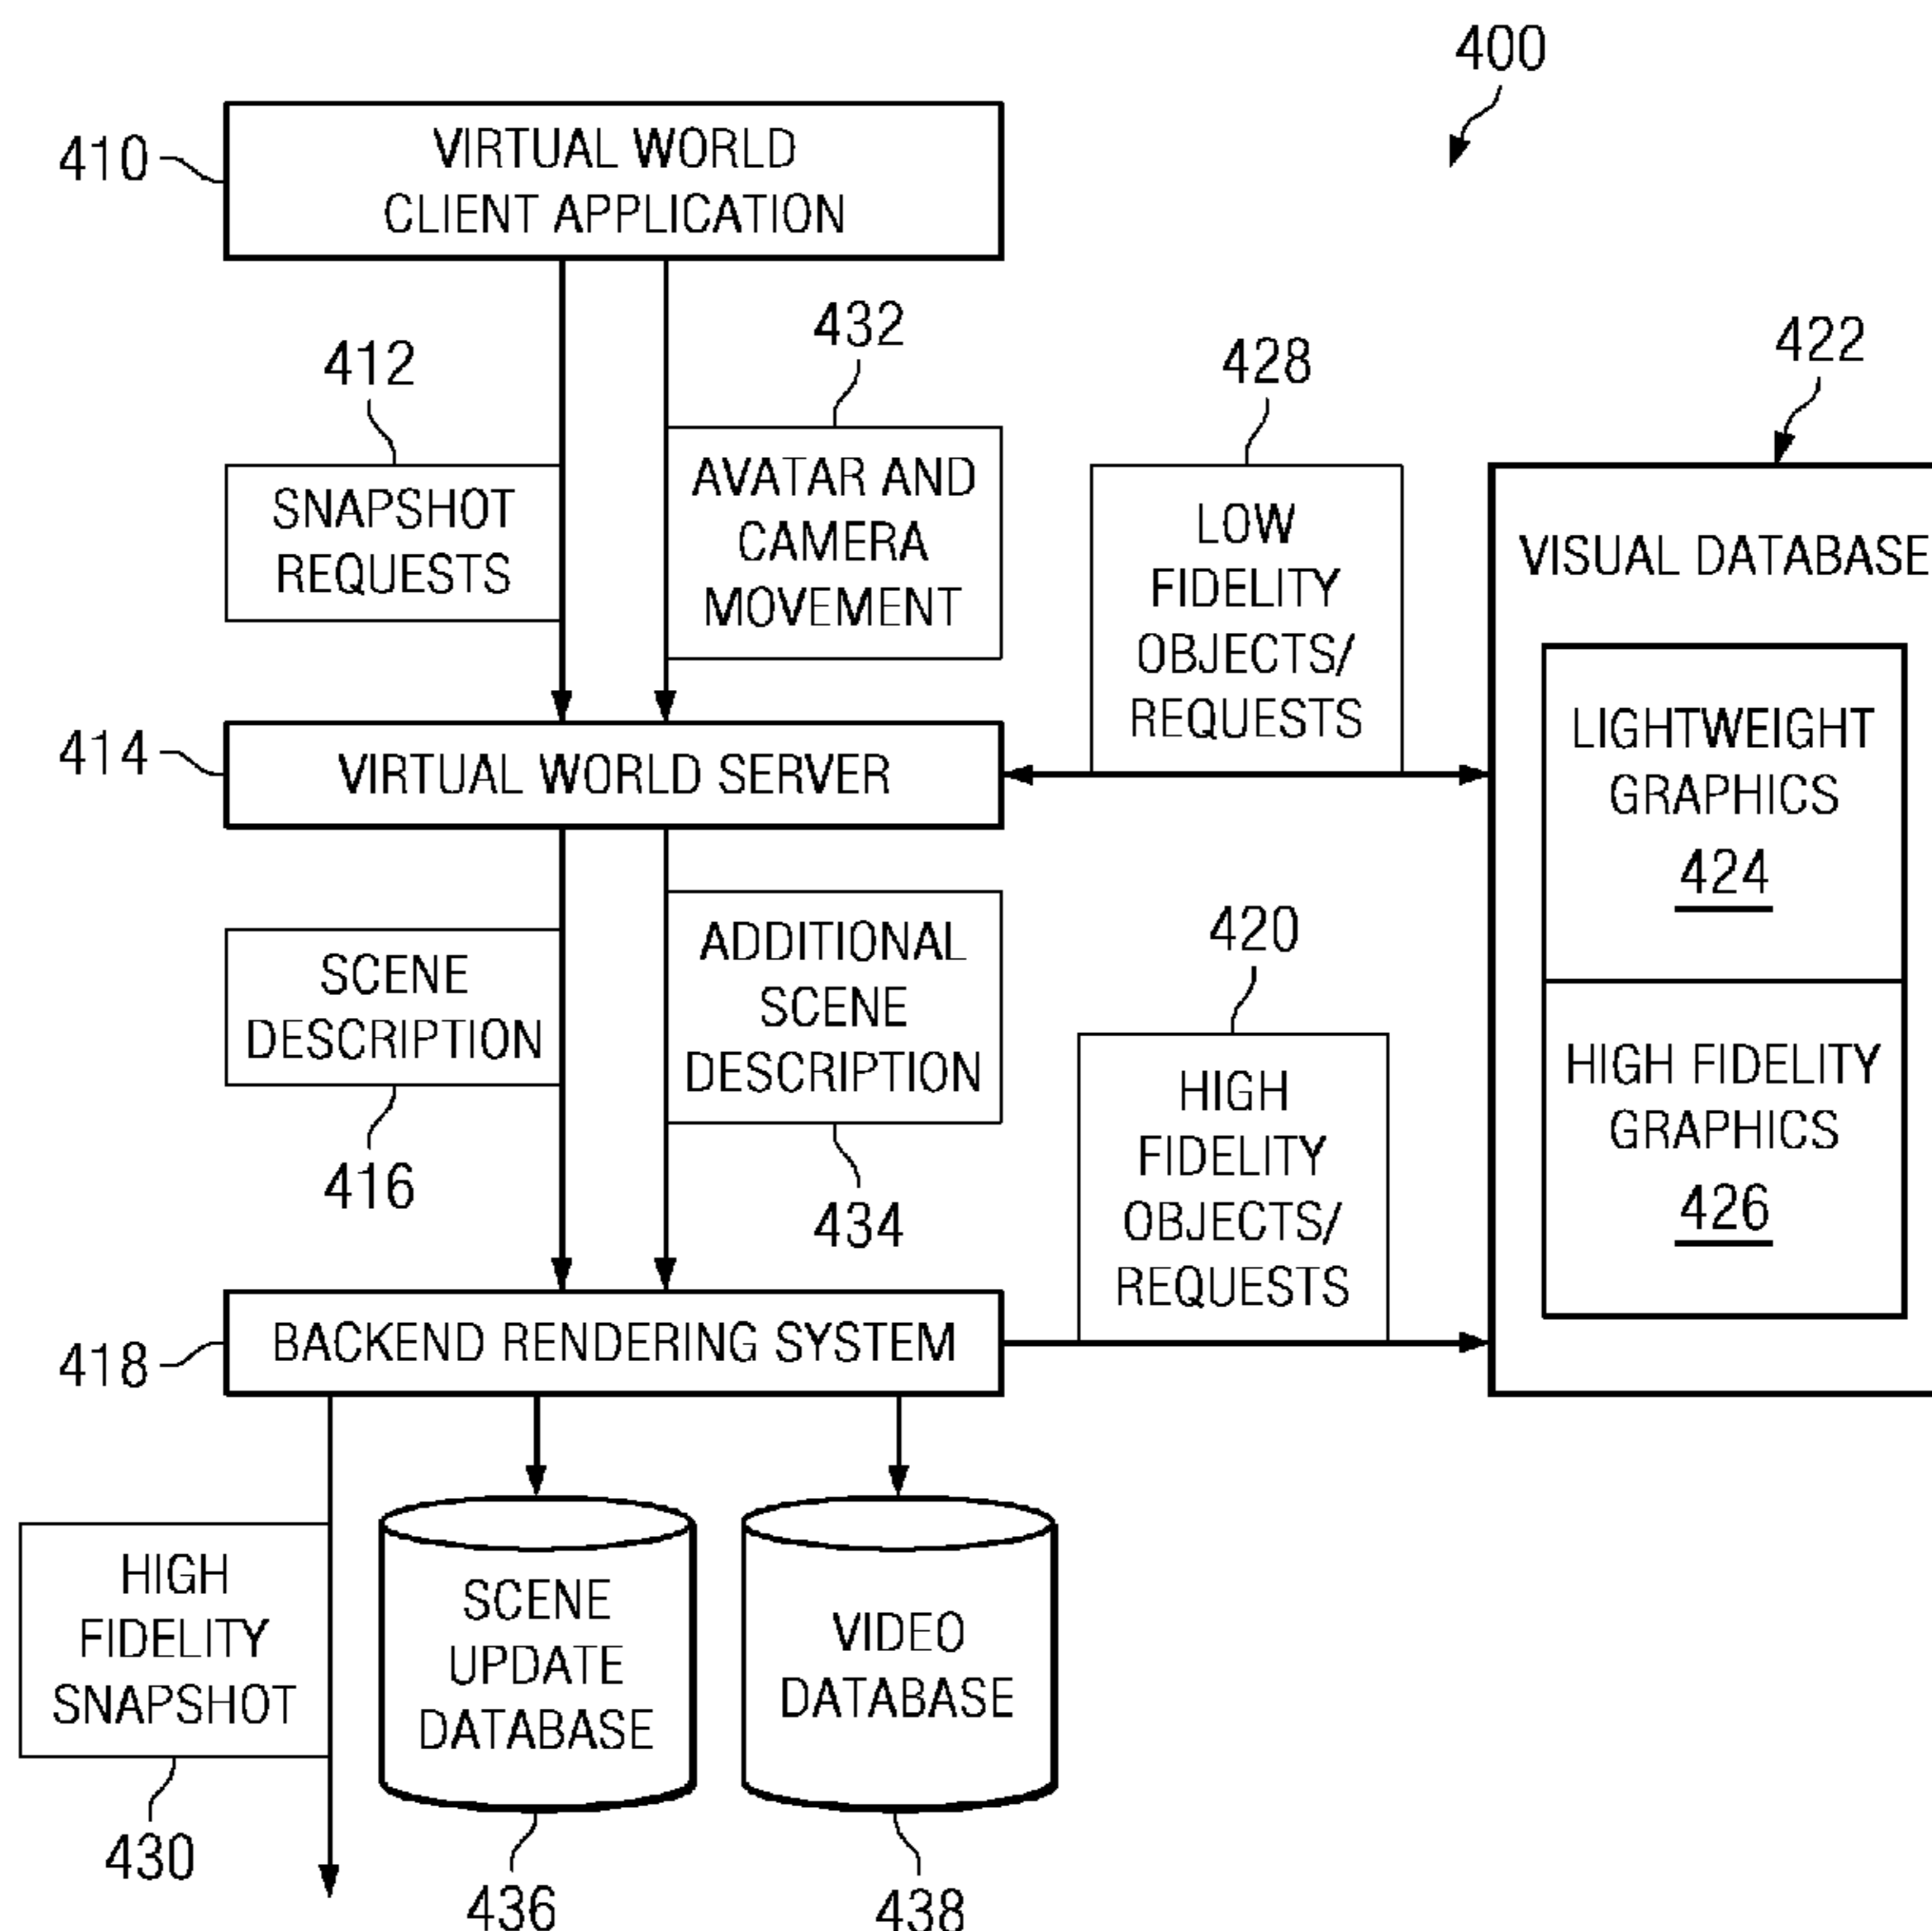 400
410
VIRTUAL WORLD
CLIENT APPLICATION
412
SNAPSHOT
REQUESTS
432
AVATAR AND
CAMERA
MOVEMENT
428
LOW
FIDELITY
OBJECTS/
REQUESTS
422
VISUAL DATABASE
LIGHTWEIGHT
GRAPHICS
424
HIGH FIDELITY
GRAPHICS
426
414
VIRTUAL WORLD SERVER
SCENE
DESCRIPTION
416
ADDITIONAL
SCENE
DESCRIPTION
434
420
HIGH
FIDELITY
OBJECTS/
REQUESTS
418
BACKEND RENDERING SYSTEM
HIGH
FIDELITY
SNAPSHOT
430
SCENE
UPDATE
DATABASE
436
VIDEO
DATABASE
438